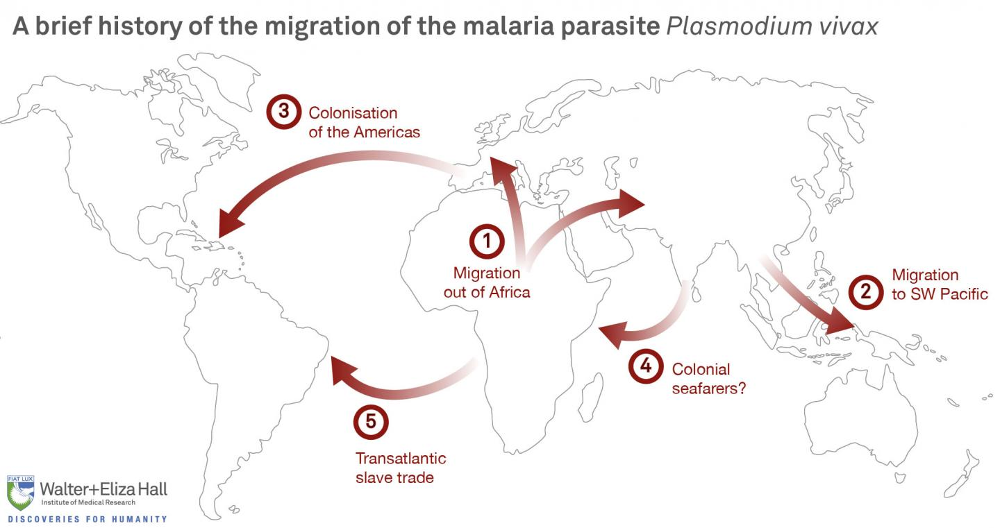 A brief history of the migration of the malaria parasite Plasmodium vivax
3
Colonisation
of the Americas
1
Migration
out of Africa
2
Migration
to SW Pacific
4
Colonial
seafarers?
5
Transatlantic
slave trade
FIAT LUX
Walter+Eliza Hall
Institute of Medical Research
DISCOVERIES FOR HUMANITY